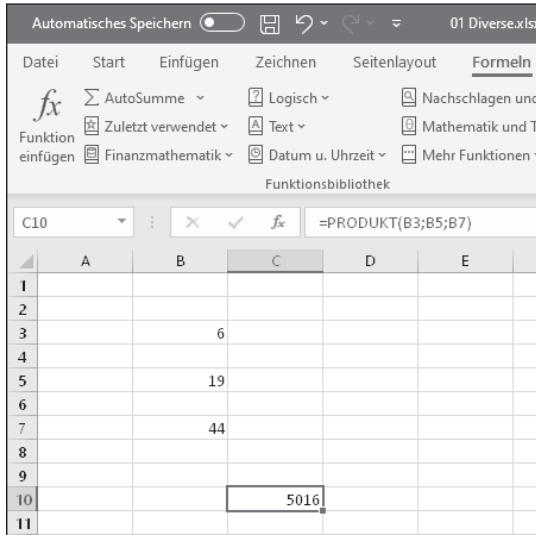 Automatisches Speichern 01 Diverse.xls
Datei Start Einfügen Zeichnen Seitenlayout Formeln
fx AutoSumme Logisch Nachschlagen und
Funktion einfügen Zuletzt verwendet Text Mathematik und T
Finanzmathematik Datum u. Uhrzeit Mehr Funktionen
Funktionsbibliothek
C10 fx =PRODUKT(B3;B5;B7)
A B C D E
1
2
3 6
4
5 19
6
7 44
8
9
10 5016
11